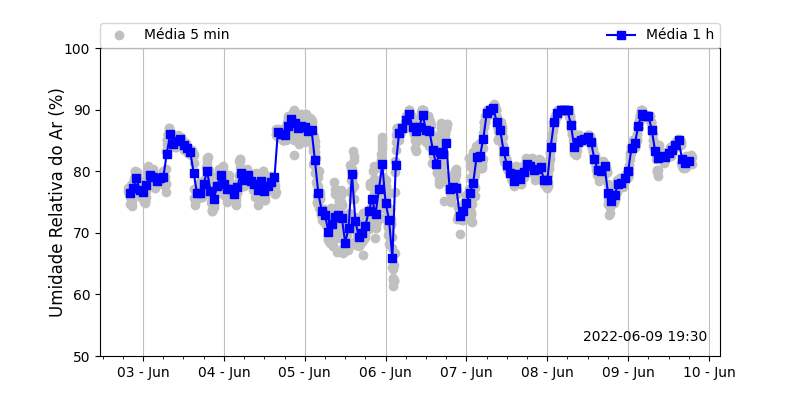 Média 5 min
Média 1 h
Umidade Relativa do Ar (%)
100
90
80
70
60
50
2022-06-09 19:30
03 - Jun
04 - Jun
05 - Jun
06 - Jun
07 - Jun
08 - Jun
09 - Jun
10 - Jun